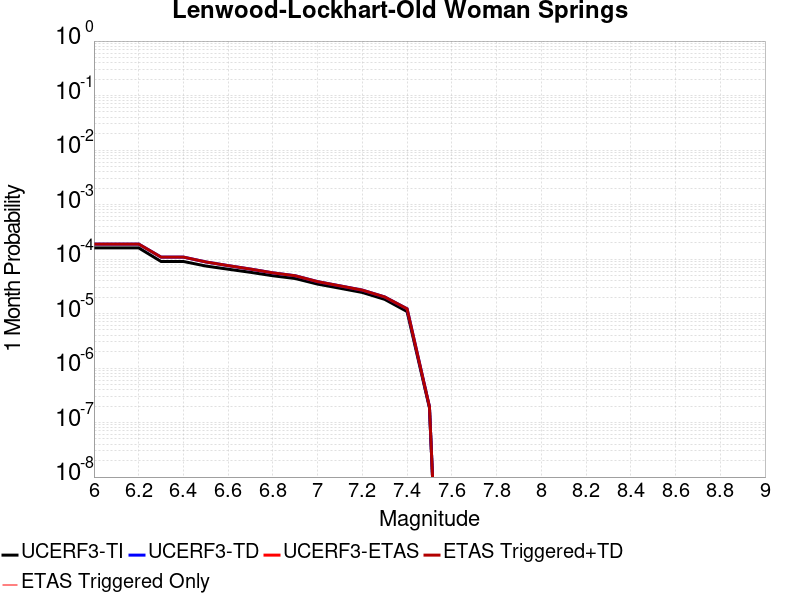 Lenwood-Lockhart-Old Woman Springs
10^0
10^-1
10^-2
10^-3
10^-4
10^-5
10^-6
10^-7
10^-8
1 Month Probability
6 6.2 6.4 6.6 6.8 7 7.2 7.4 7.6 7.8 8 8.2 8.4 8.6 8.8 9
Magnitude
UCERF3-TI UCERF3-TD UCERF3-ETAS ETAS Triggered+TD
ETAS Triggered Only